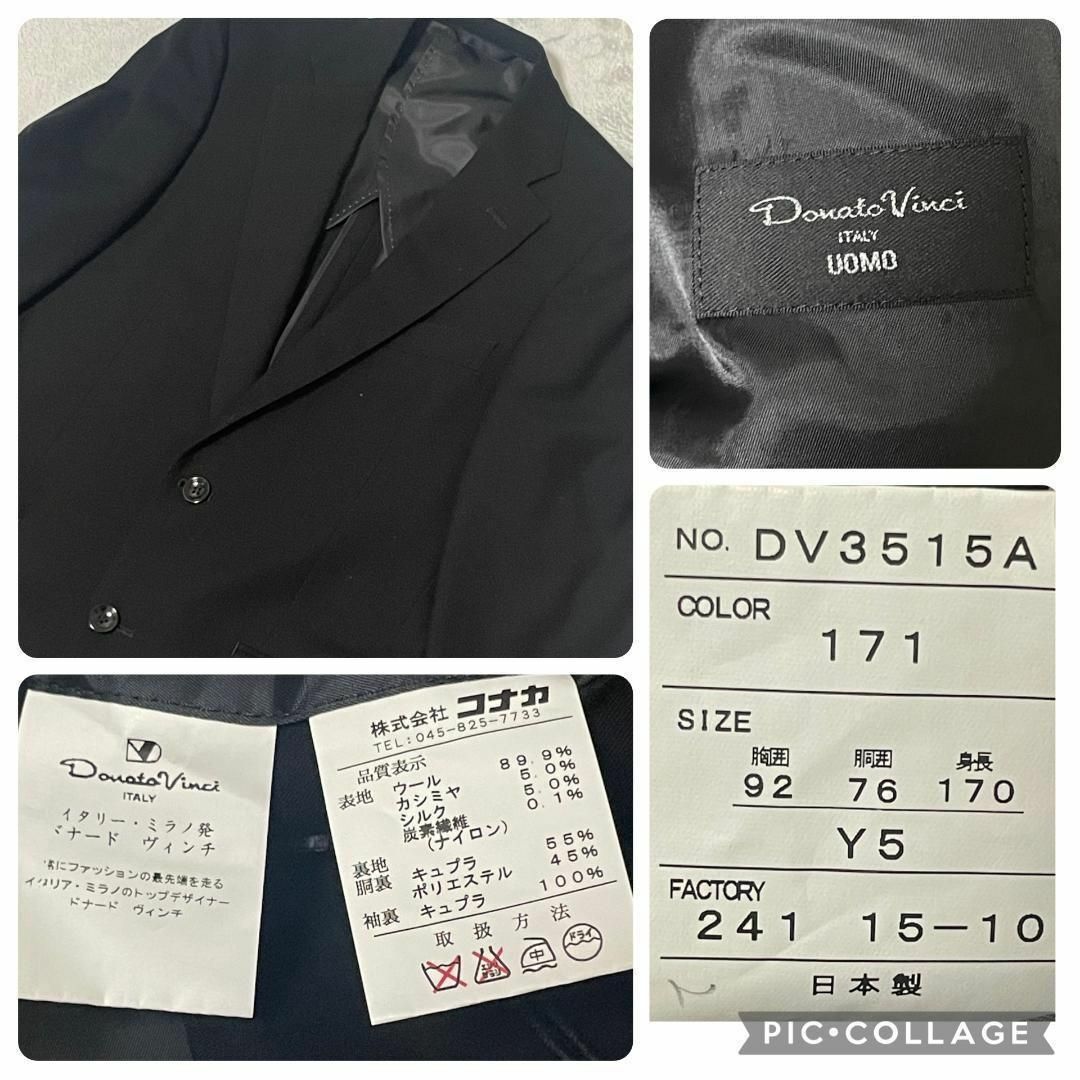 Donato Vinci
ITALY
UOMO
NO. DV3515A
COLOR
171
SIZE
胸囲 胴囲 身長
92 76 170
Y5
FACTORY
241 15-10
日本製
Donato Vinci
ITALY
イタリー・ミラノ発
ドナード ヴィンチ
常にファッションの最先端を走る
イタリア・ミラノのトップデザイナー
ドナード ヴィンチ
株式会社 コナカ
TEL:045-825-7733
品質表示
表地 ウール 89.9%
カシミヤ 5.0%
シルク 5.0%
炭素繊維 0.1%
(ナイロン)
裏地 キュプラ 55%
胴裏 ポリエステル 45%
袖裏 キュプラ 100%
取扱方法
エンソサラシ 中 ドライ
PIC•COLLAGE